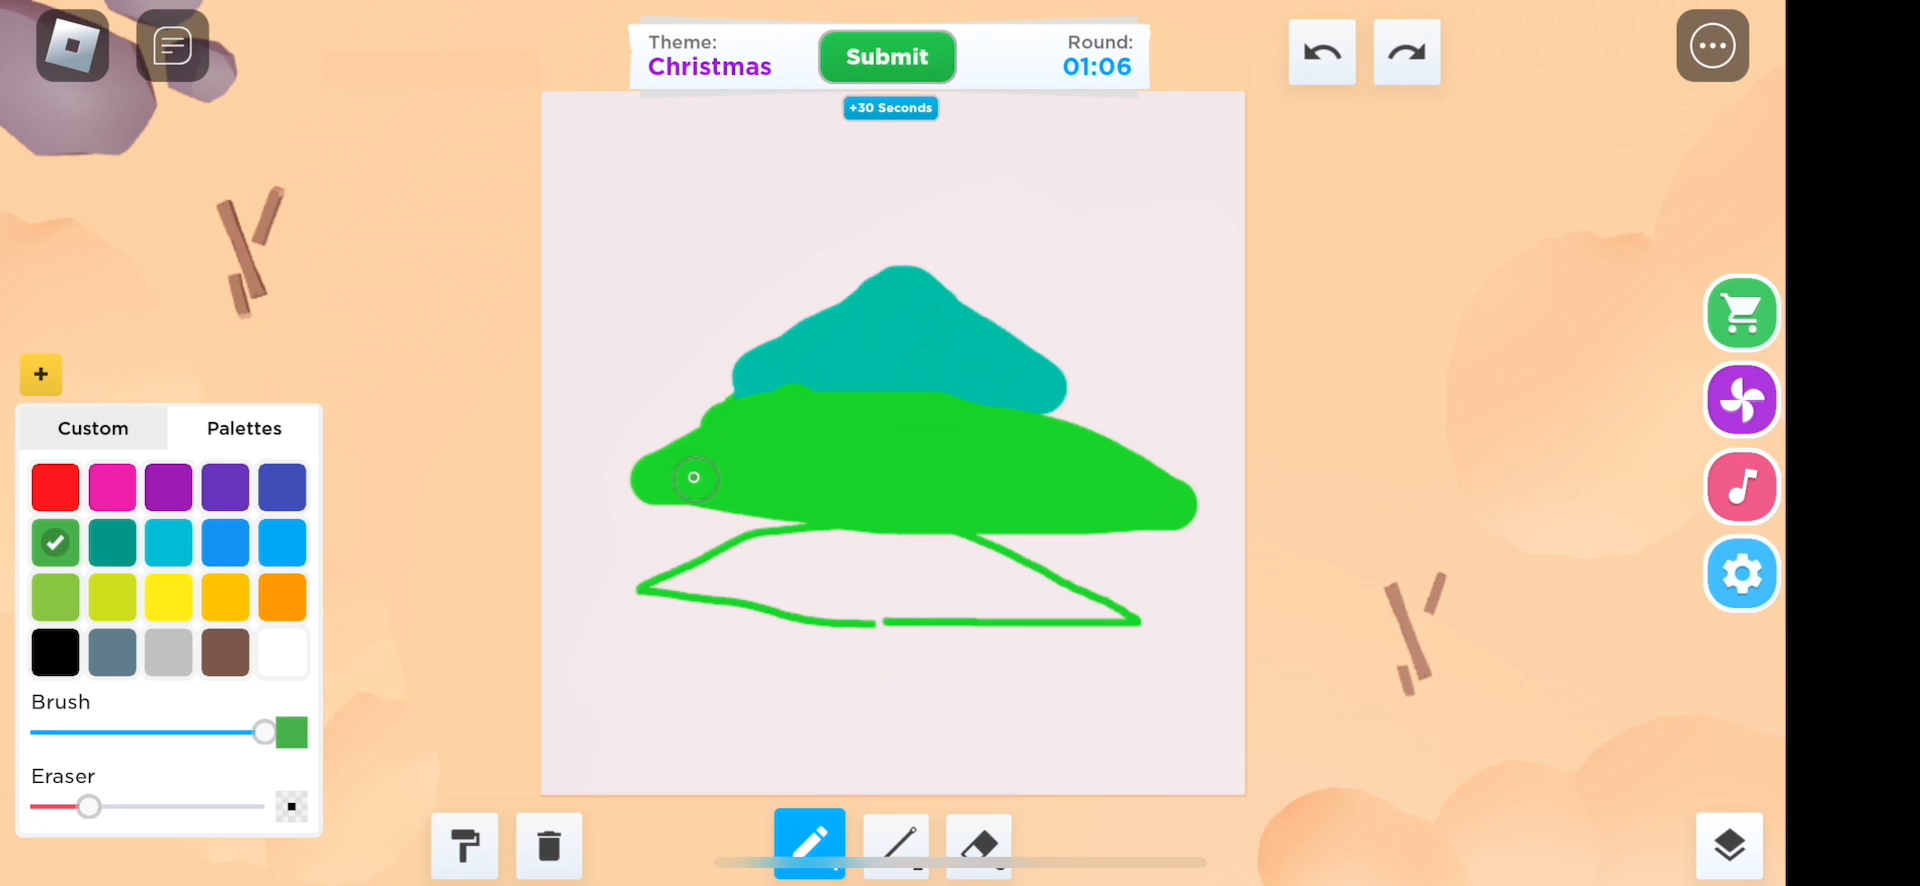 Theme:
Christmas
Submit
Round:
01:06
+30 Seconds
+
Custom
Palettes
Brush
Eraser